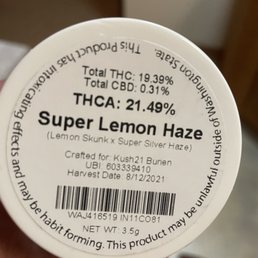 This Product has intoxicating effects and may be habit forming. This product may be unlawful outside of Washington State.
Total THC: 19.39%
Total CBD: 0.31%
THCA: 21.49%
Super Lemon Haze
(Lemon Skunk x Super Silver Haze)
Crafted for: Kush21 Burien
UBI: 603339410
Harvest Date: 8/12/2021
WAJ416519.IN11CO81
NET WT. 3.5g